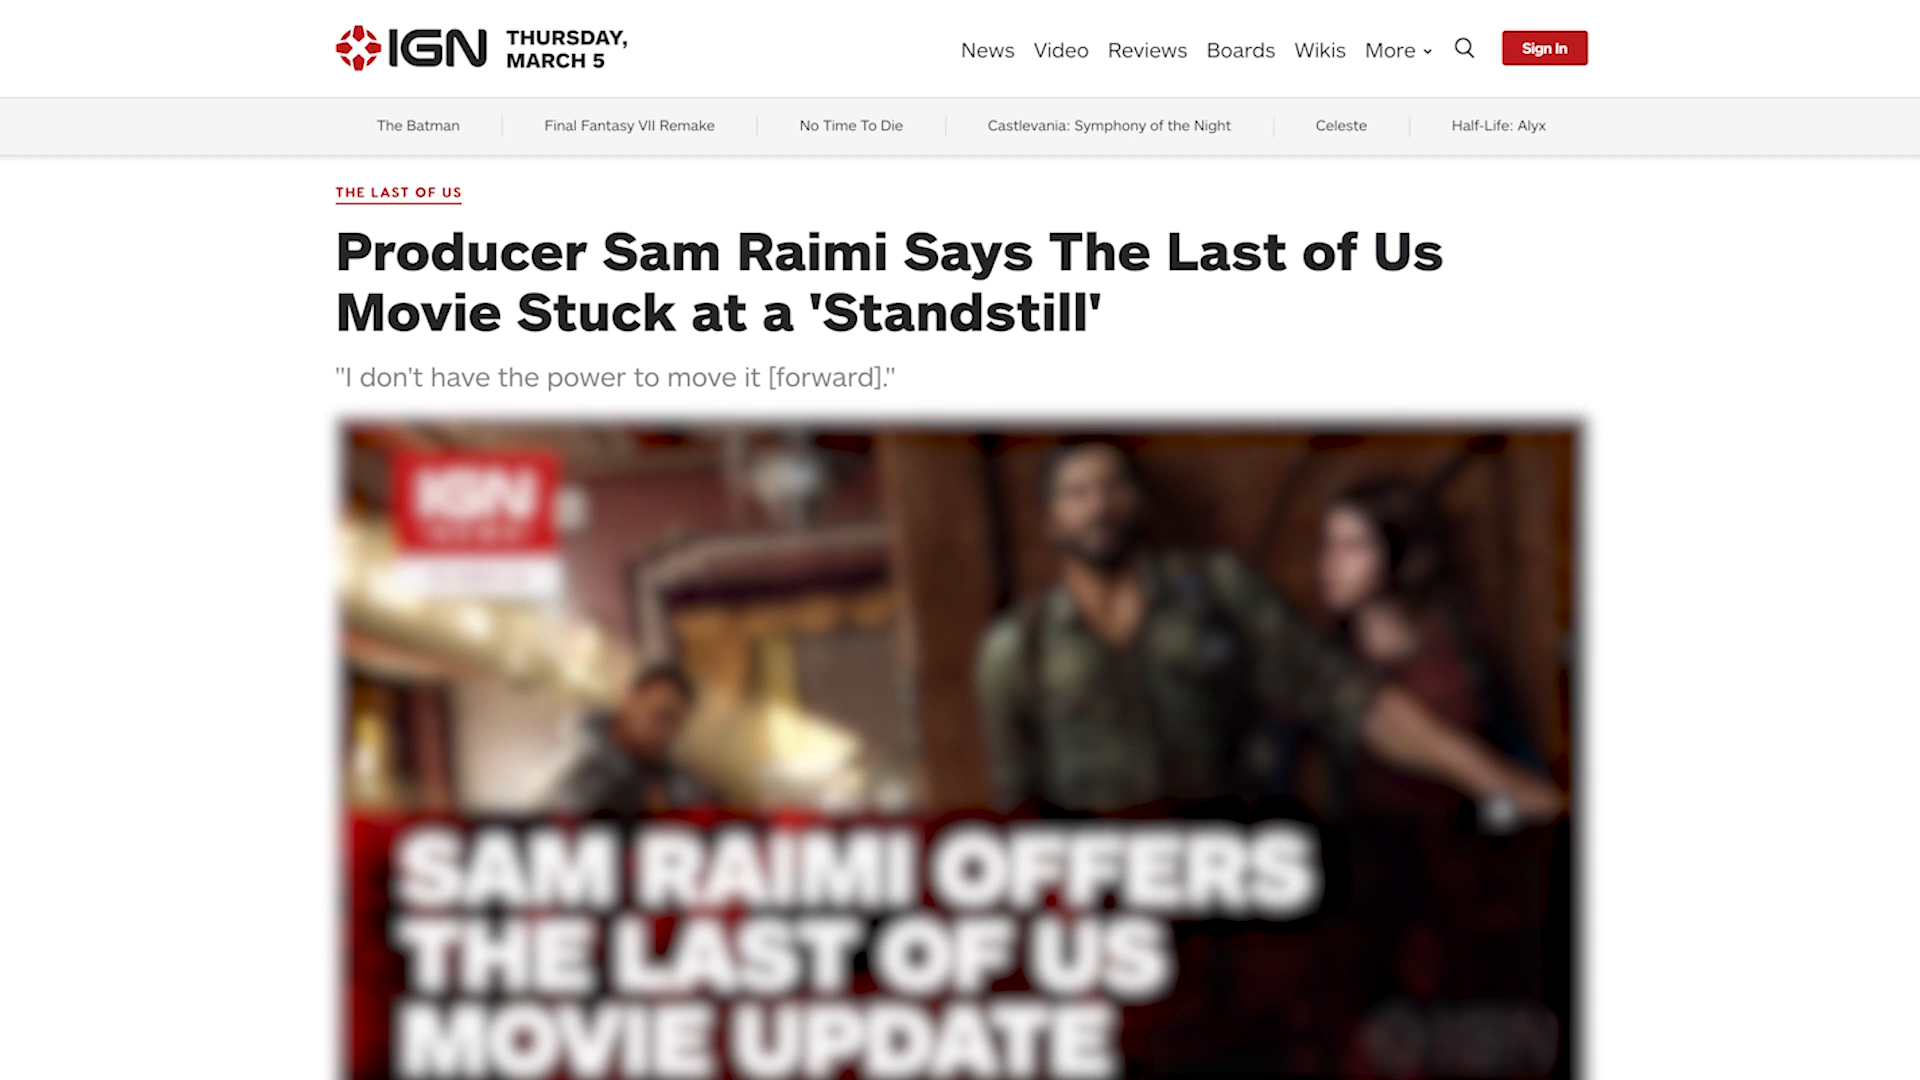 IGN
THURSDAY,
MARCH 5
News Video Reviews Boards Wikis More
Sign In
The Batman
Final Fantasy VII Remake
No Time To Die
Castlevania: Symphony of the Night
Celeste
Half-Life: Alyx
THE LAST OF US
Producer Sam Raimi Says The Last of Us
Movie Stuck at a 'Standstill'
"I don't have the power to move it [forward]."
IGN
NEWS
SAM RAIMI OFFERS
THE LAST OF US
MOVIE UPDATE